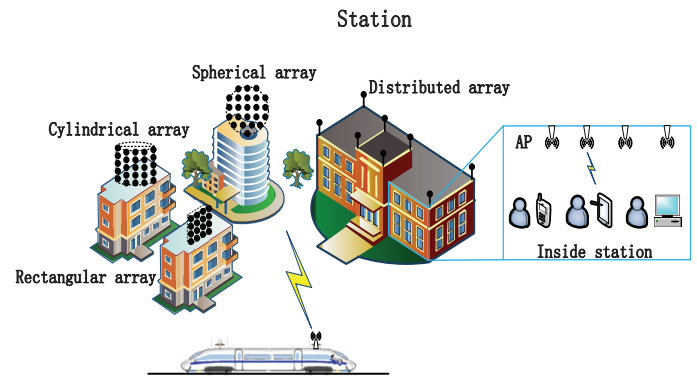 Station
Spherical array
Distributed array
Cylindrical array
AP
Inside station
Rectangular array